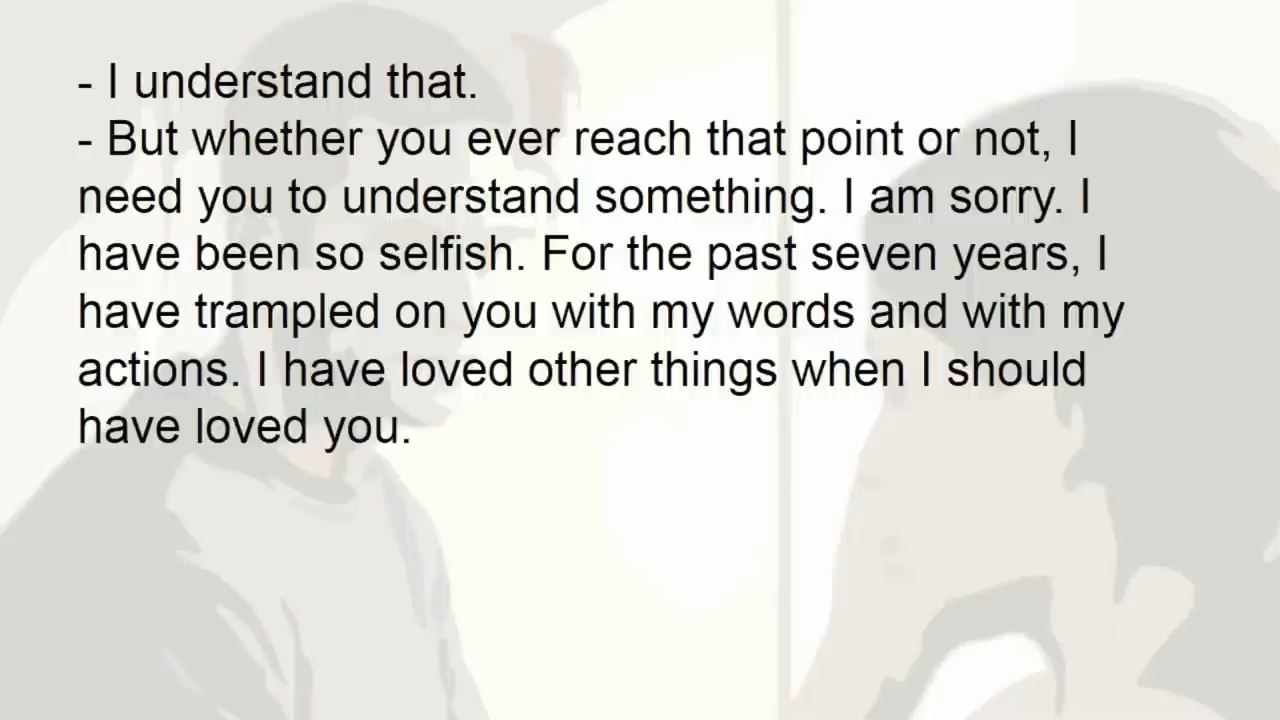 - I understand that.
- But whether you ever reach that point or not, I
need you to understand something. I am sorry. I
have been so selfish. For the past seven years, I
have trampled on you with my words and with my
actions. I have loved other things when I should
have loved you.